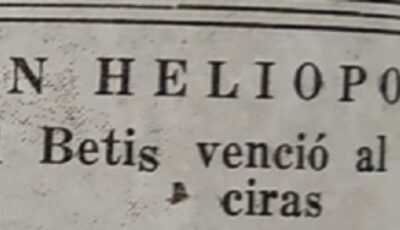 N HELIOPO
Betis venció al
ciras